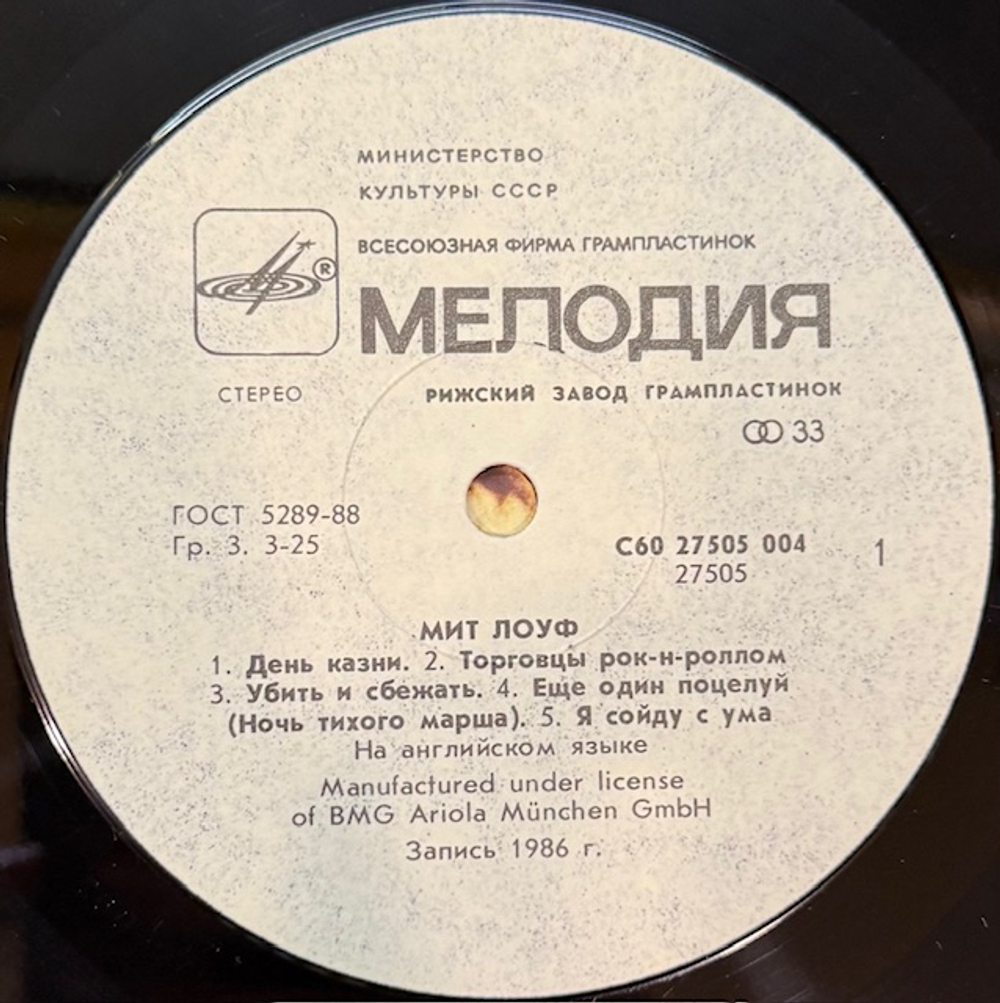 МИНИСТЕРСТВО
КУЛЬТУРЫ СССР
ВСЕСОЮЗНАЯ ФИРМА ГРАМПЛАСТИНОК
®
МЕЛОДИЯ
СТЕРЕО
РИЖСКИЙ ЗАВОД ГРАМПЛАСТИНОК
33
ГОСТ 5289-88
Гр. 3. 3-25
С60 27505 004
27505
1
МИТ ЛОУФ
1. День казни. 2. Торговцы рок-н-роллом
3. Убить и сбежать. 4. Еще один поцелуй
(Ночь тихого марша). 5. Я сойду с ума
На английском языке
Manufactured under license
of BMG Ariola München GmbH
Запись 1986 г.